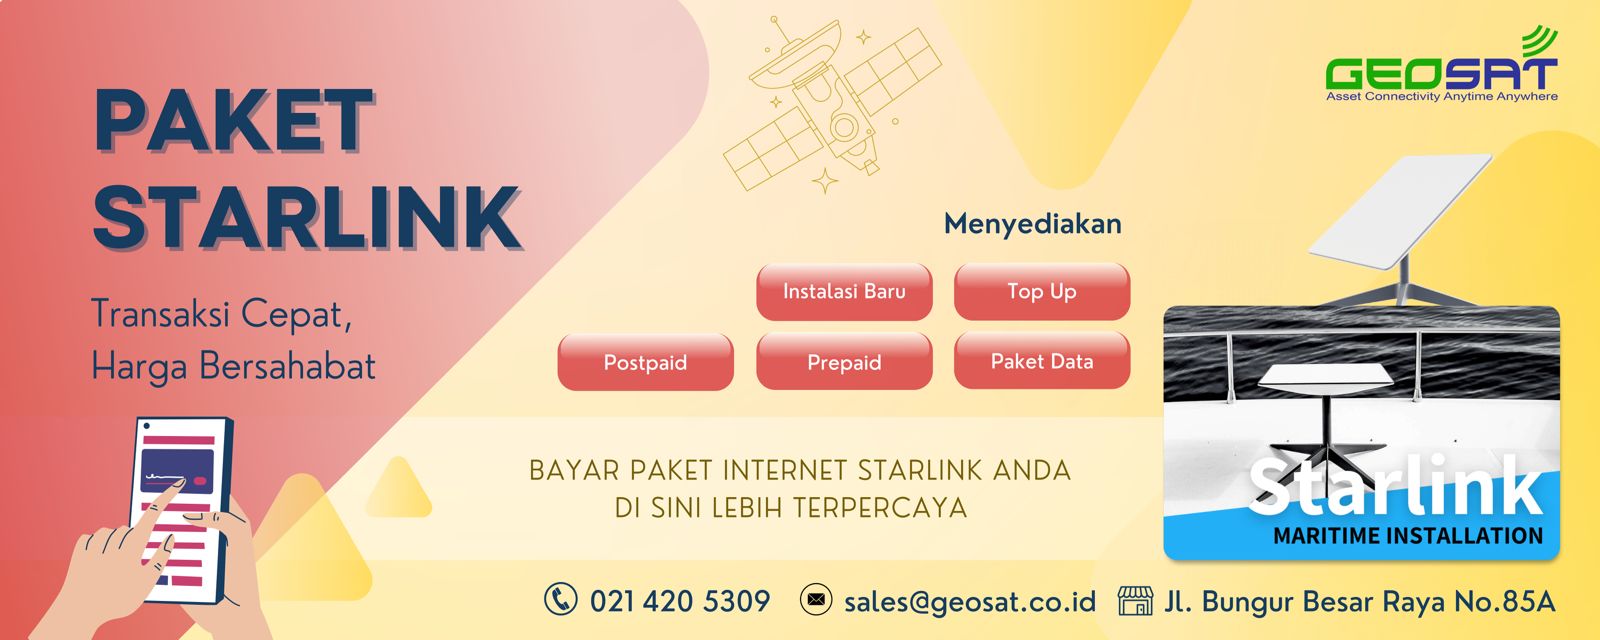 PAKET
STARLINK
Transaksi Cepat,
Harga Bersahabat
GEOSAT
Asset Connectivity Anytime Anywhere
Menyediakan
Instalasi Baru
Top Up
Postpaid
Prepaid
Paket Data
BAYAR PAKET INTERNET STARLINK ANDA
DI SINI LEBIH TERPERCAYA
Starlink
MARITIME INSTALLATION
021 420 5309
sales@geosat.co.id
Jl. Bungur Besar Raya No.85A